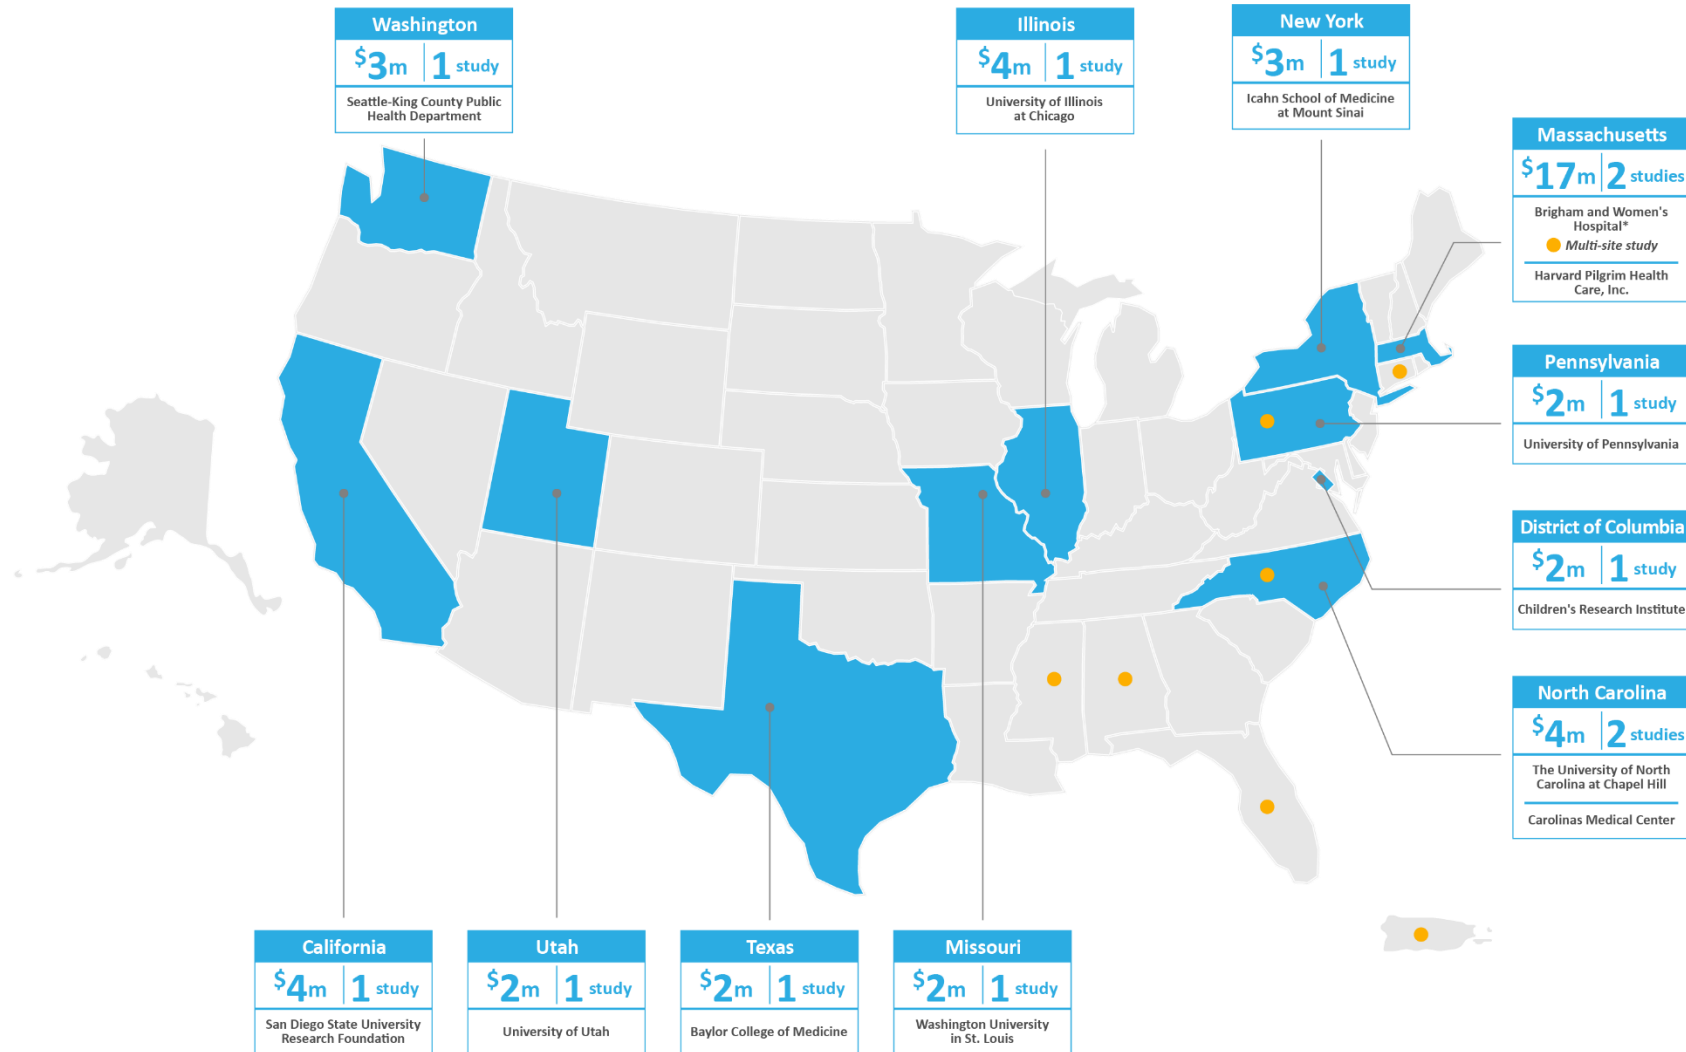 Washington
$3m 1 study
Seattle-King County Public
Health Department
Illinois
$4m 1 study
University of Illinois
at Chicago
New York
$3m 1 study
Icahn School of Medicine
at Mount Sinai
Massachusetts
$17m 2 studies
Brigham and Women's
Hospital*
Multi-site study
Harvard Pilgrim Health
Care, Inc.
Pennsylvania
$2m 1 study
University of Pennsylvania
District of Columbia
$2m 1 study
Children's Research Institute
North Carolina
$4m 2 studies
The University of North
Carolina at Chapel Hill
Carolinas Medical Center
California
$4m 1 study
San Diego State University
Research Foundation
Utah
$2m 1 study
University of Utah
Texas
$2m 1 study
Baylor College of Medicine
Missouri
$2m 1 study
Washington University
in St. Louis